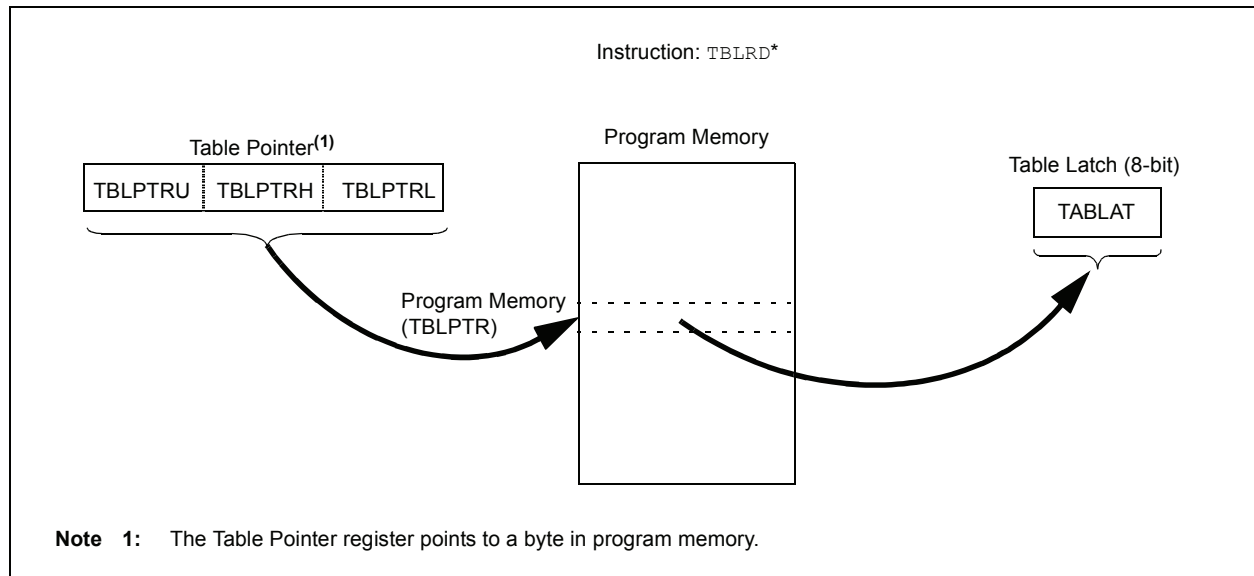 Instruction: TBLRD*
Table Pointer(1)
TBLPTRU TBLPTRH TBLPTRL
Program Memory
Table Latch (8-bit)
TABLAT
Program Memory
(TBLPTR)
Note 1: The Table Pointer register points to a byte in program memory.